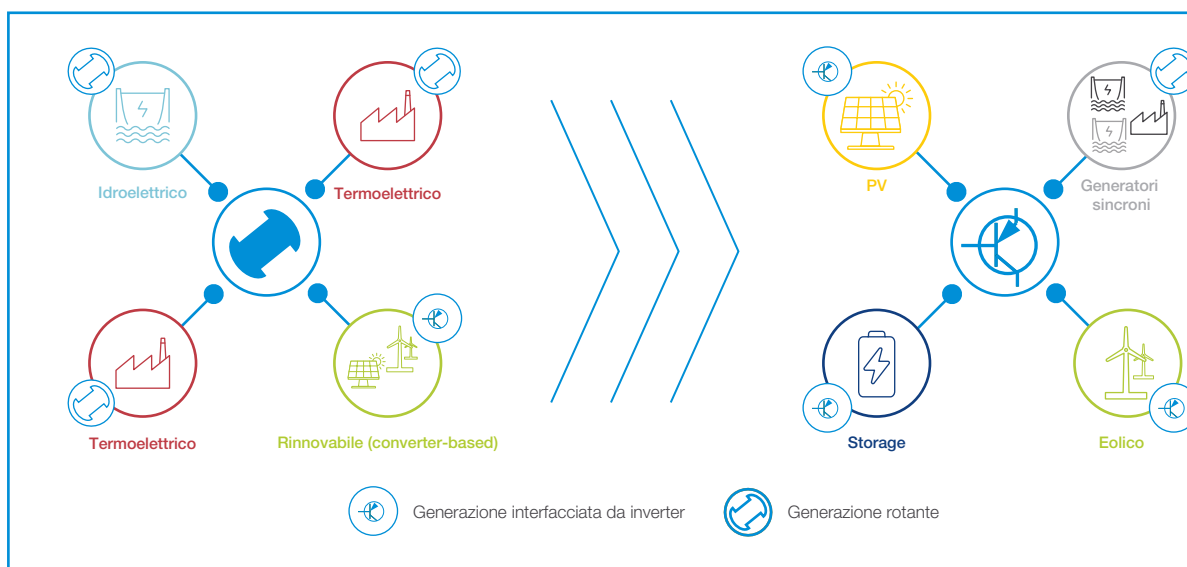 Idroelettrico
Termoelettrico
PV
Generatori
sincroni
Termoelettrico
Rinnovabile (converter-based)
Storage
Eolico
Generazione interfacciata da inverter
Generazione rotante